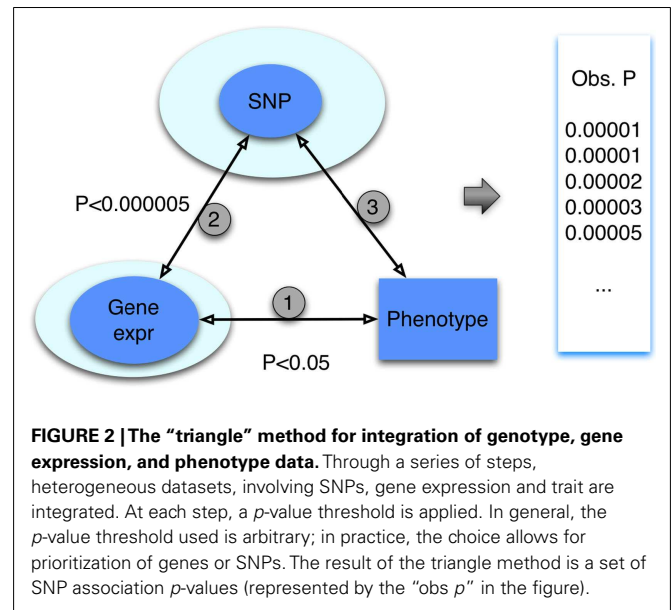 SNP
Obs. P
0.00001
0.00001
0.00002
0.00003
0.00005
...
P<0.000005
2
3
Gene
expr
1
Phenotype
P<0.05
FIGURE 2 | The “triangle” method for integration of genotype, gene
expression, and phenotype data. Through a series of steps,
heterogeneous datasets, involving SNPs, gene expression and trait are
integrated. At each step, a p-value threshold is applied. In general, the
p-value threshold used is arbitrary; in practice, the choice allows for
prioritization of genes or SNPs. The result of the triangle method is a set of
SNP association p-values (represented by the “obs p” in the figure).